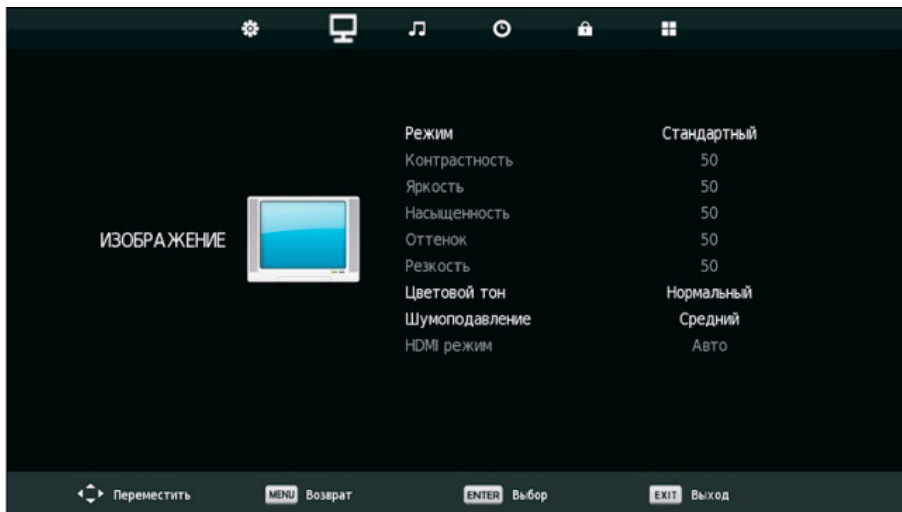 Режим Стандартный
Контрастность 50
Яркость 50
Насыщенность 50
ИЗОБРАЖЕНИЕ
Оттенок 50
Резкость 50
Цветовой тон Нормальный
Шумоподавление Средний
HDMI режим Авто
Переместить MENU Возврат ENTER Выбор EXIT Выход